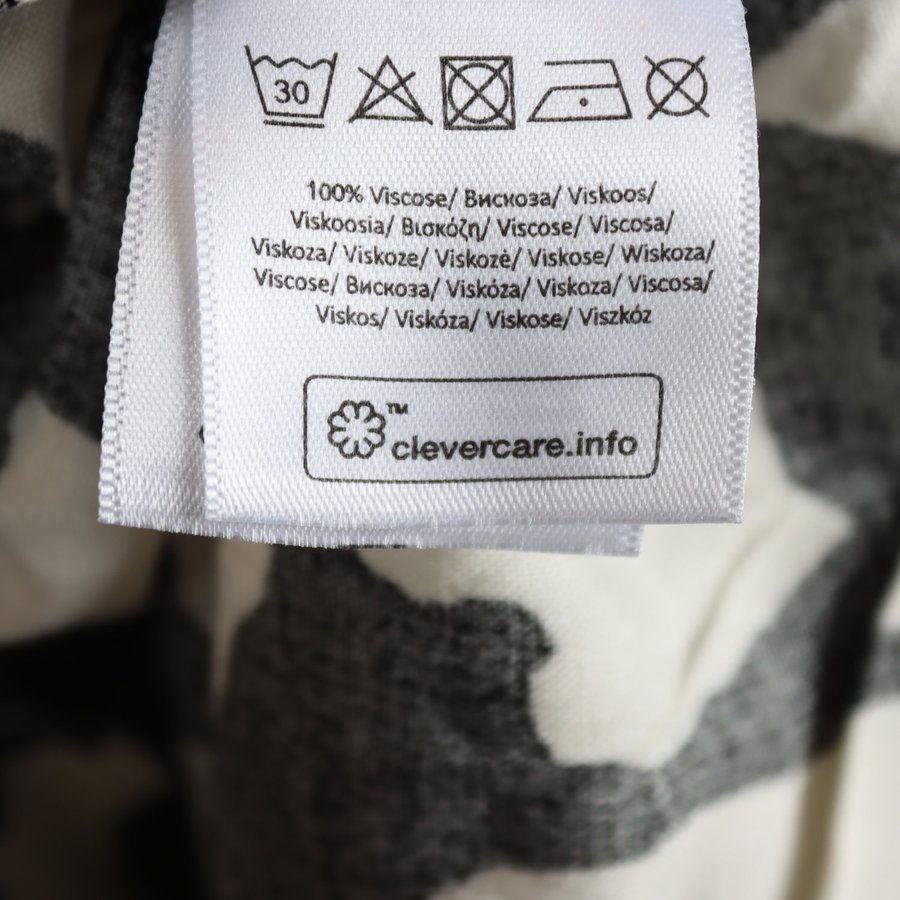 30
100% Viscose/ Вискоза/ Viskoos/
Viskoosia/ Βισκόζη/ Viscose/ Viscosa/
Viskoza/ Viskoze/ Viskozė/ Viskose/ Wiskoza/
Viscose/ Вискоза/ Viskóza/ Viskoza/ Viscosa/
Viskos/ Viskóza/ Viskose/ Viszkóz
™
clevercare.info